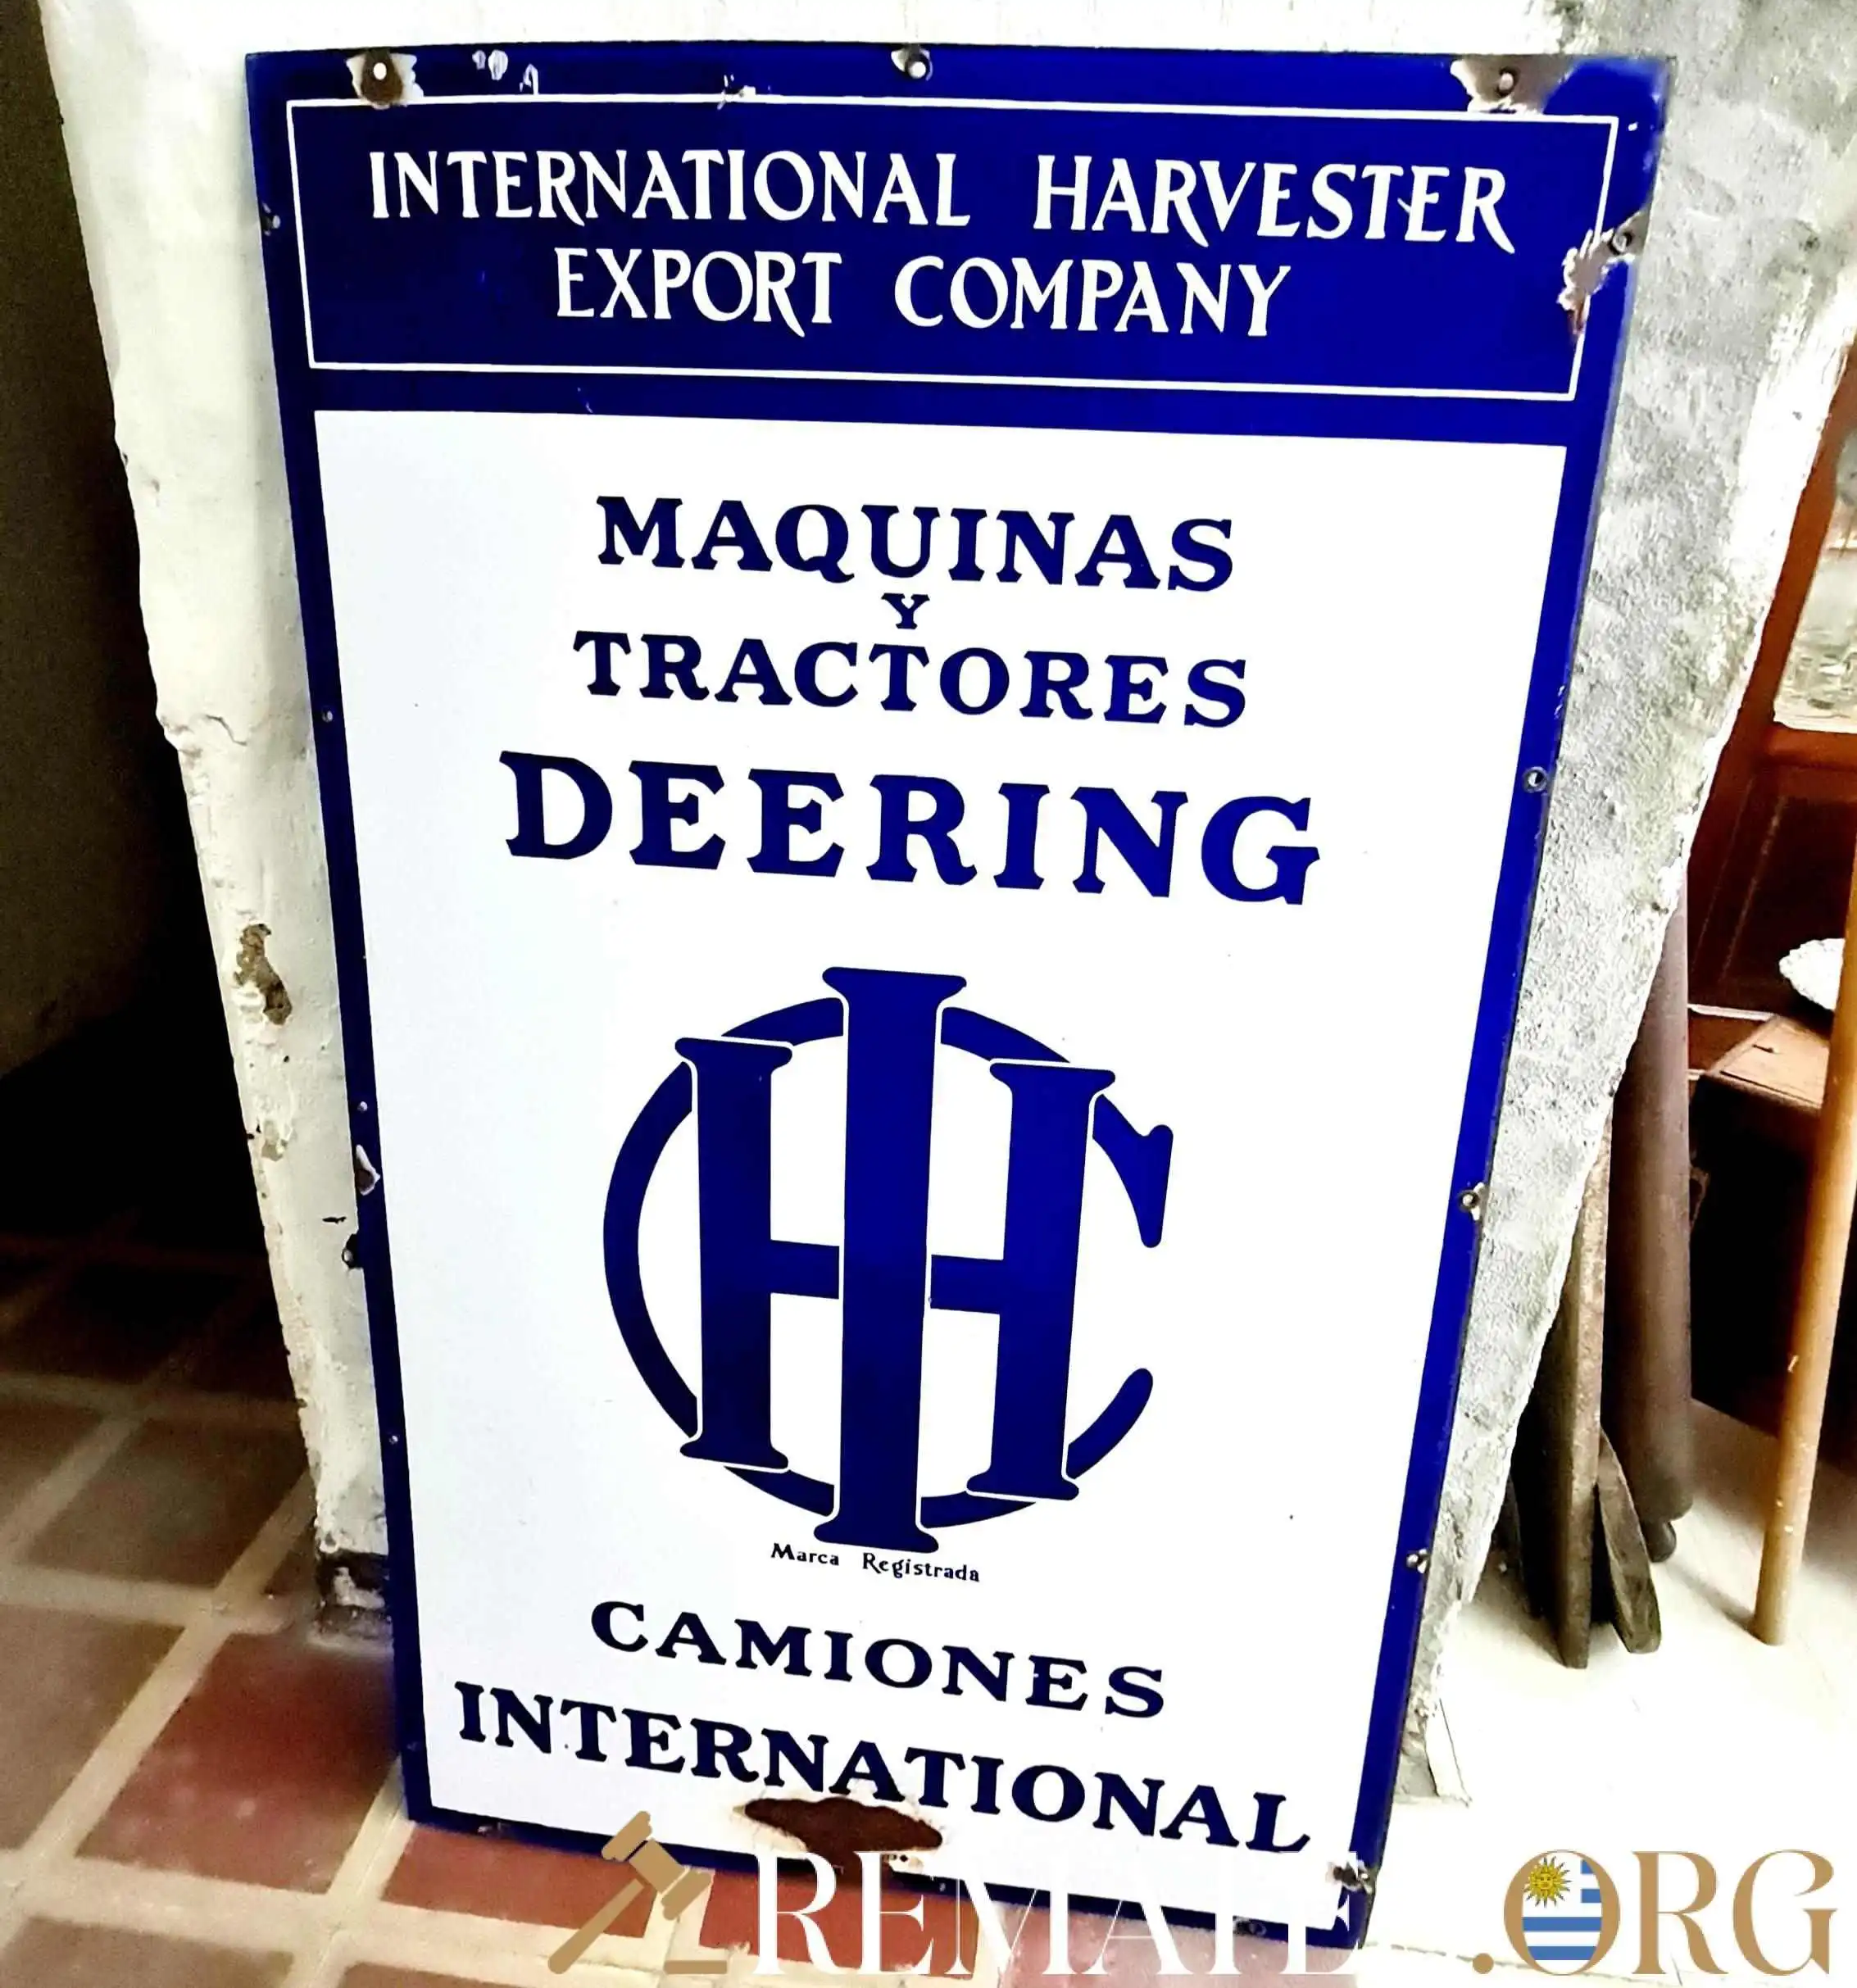 INTERNATIONAL HARVESTER
EXPORT COMPANY
MAQUINAS
Y
TRACTORES
DEERING
IHC
Marca Registrada
CAMIONES
INTERNATIONAL
REMATE.ORG